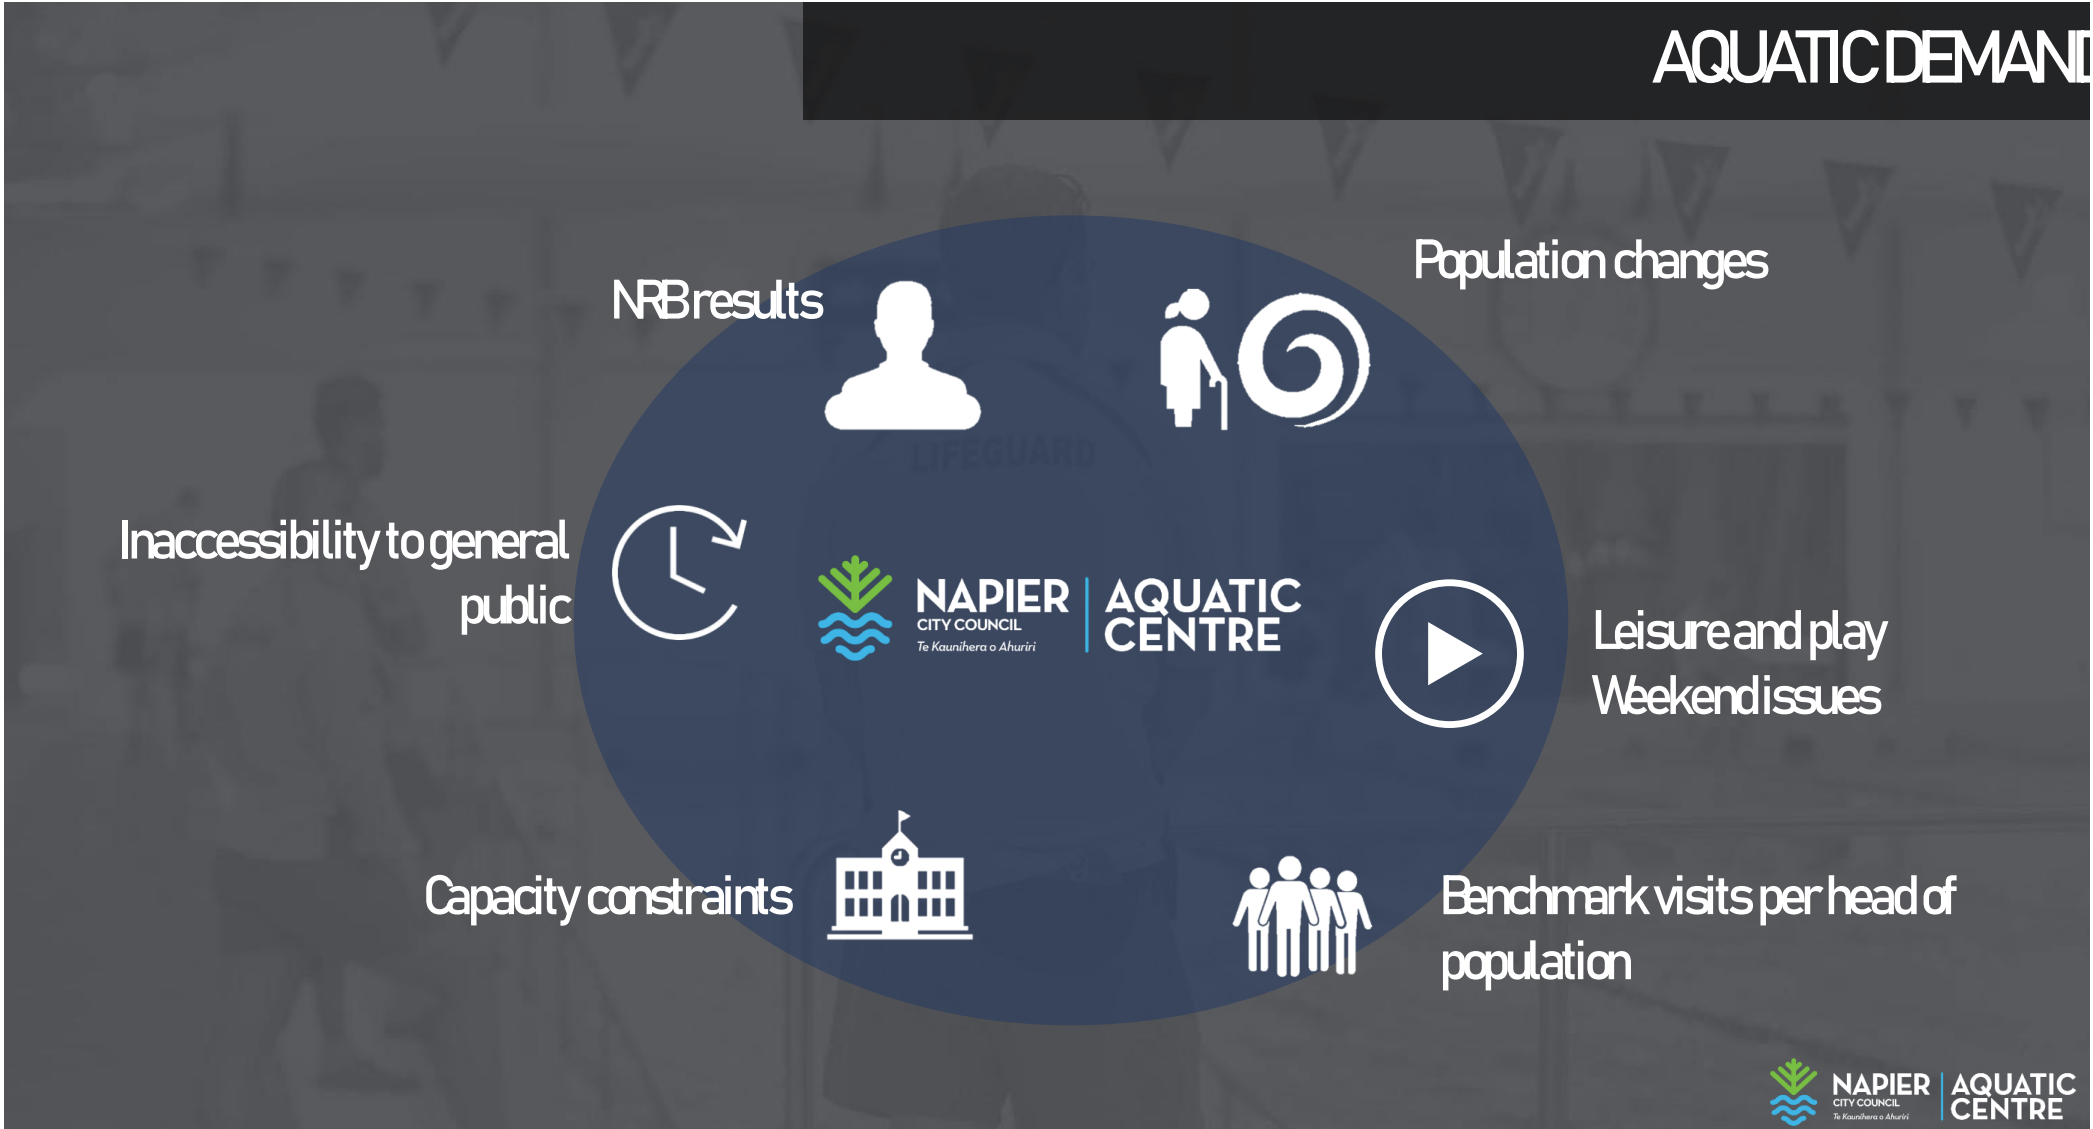 AQUATIC DEMAND
NRB results
Population changes
LIFEGUARD
Inaccessibility to general
public
NAPIER
CITY COUNCIL
Te Kaunihera o Ahuriri
AQUATIC
CENTRE
Leisure and play
Weekend issues
Capacity constraints
Benchmark visits per head of
population
NAPIER
CITY COUNCIL
Te Kaunihera o Ahuriri
AQUATIC
CENTRE